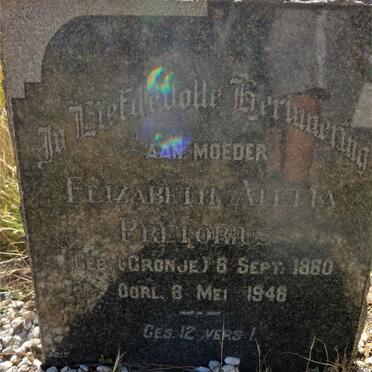 In Liefdevolle Herinnering
AAN MOEDER
ELIZABETH ALETTA
PRETORIUS
GEB. (CRONJE) 8 SEPT. 1860
OORL. 8 MEI 1948
GES. 12 VERS 1